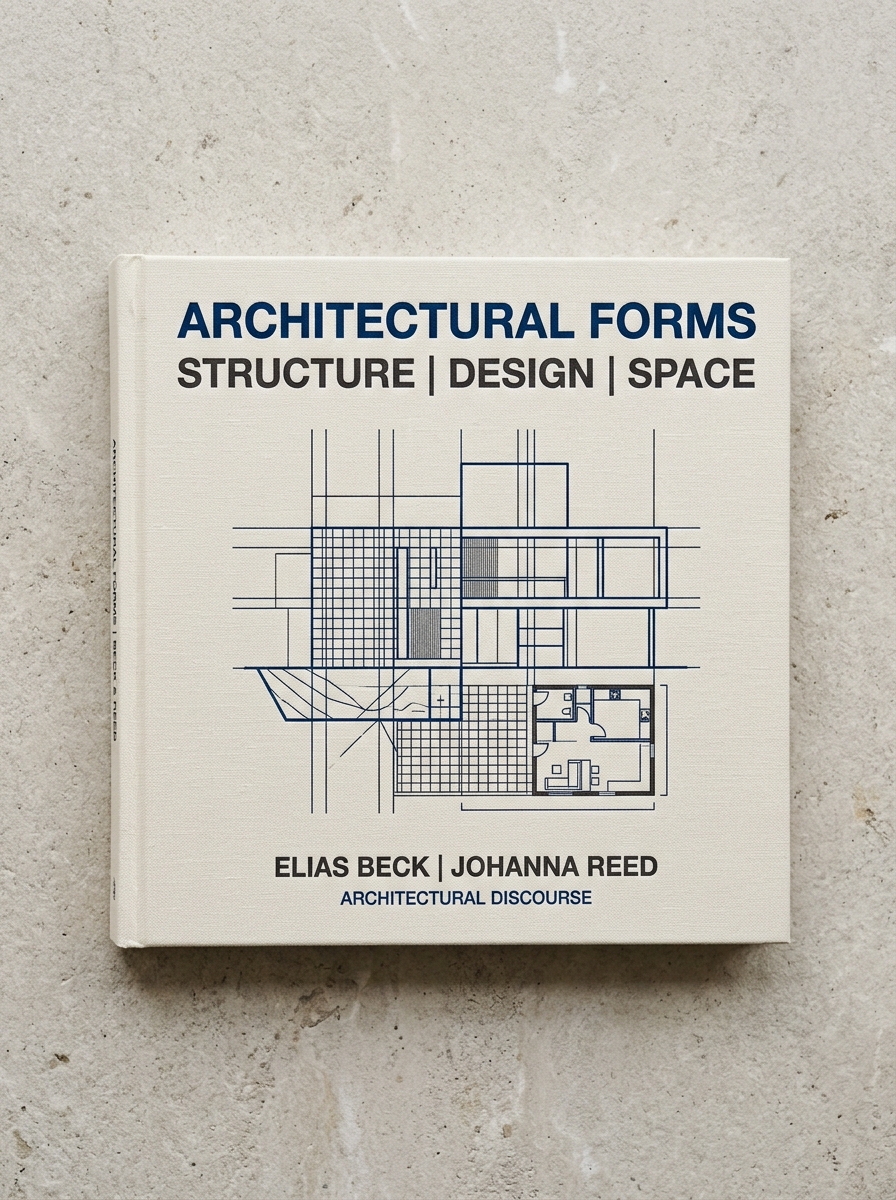 ARCHITECTURAL FORMS
STRUCTURE | DESIGN | SPACE
ELIAS BECK | JOHANNA REED
ARCHITECTURAL DISCOURSE
ARCHITECTURAL FORMS | BECK & REED